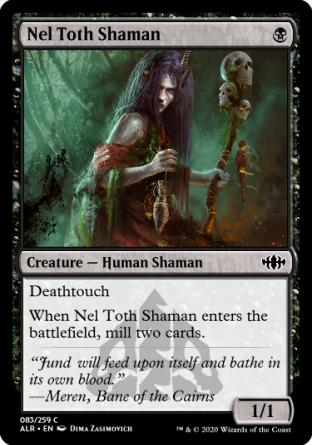 Nel Toth Shaman
Creature — Human Shaman
Deathtouch
When Nel Toth Shaman enters the
battlefield, mill two cards.
"Jund will feed upon itself and bathe in
its own blood."
—Meren, Bane of the Cairns
1/1
083/259 C
ALR • EN Dima Zasimovich
™ & © 2020 Wizards of the Coast